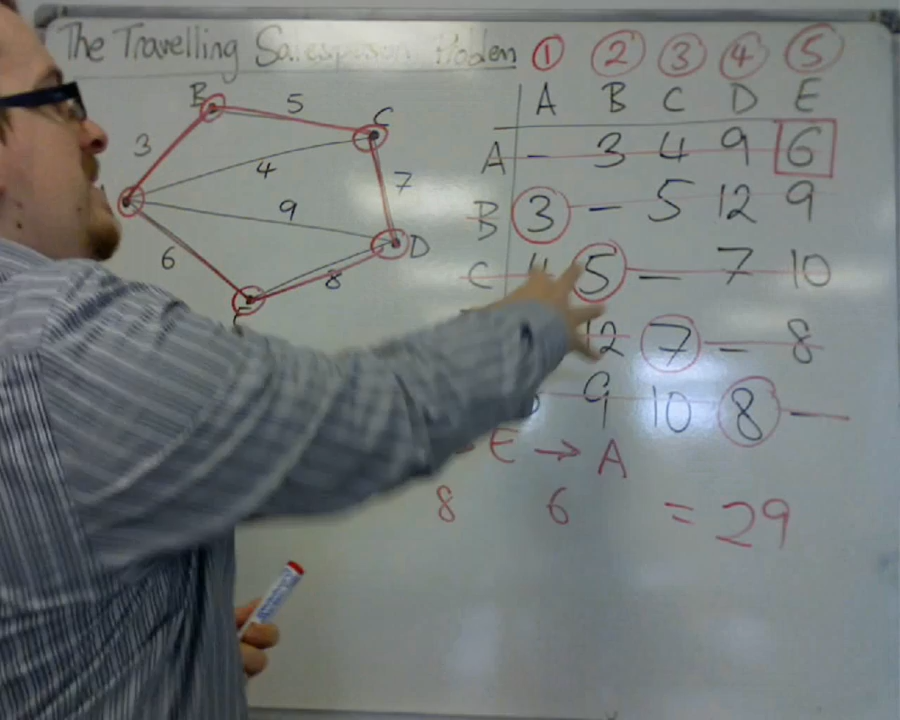 The Travelling Salesperson Problem
① ② ③ ④ ⑤
A B C D E
A - 3 4 9 6
B 3 - 5 12 9
C 5 - 7 10
12 7 - 8
9 10 8 -
E → A
8 6 = 29
B 5 C
3 4 7
9 D
6 8